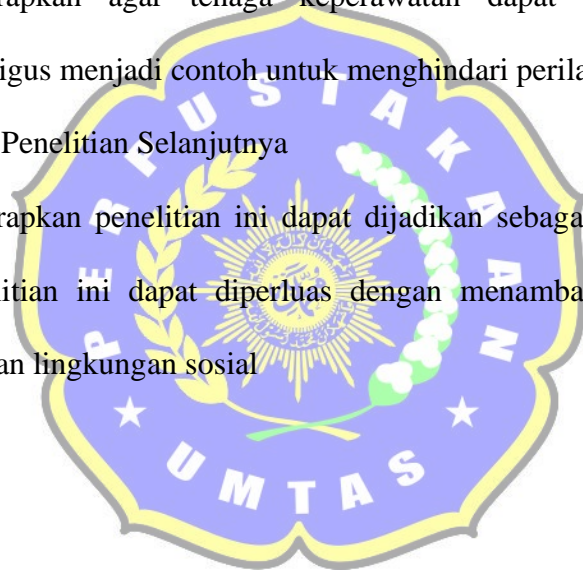 rapkan agar tenaga keperawatan dapat
igus menjadi contoh untuk menghindari perila
Penelitian Selanjutnya
rapkan penelitian ini dapat dijadikan sebaga
litian ini dapat diperluas dengan menamba
an lingkungan sosial
PERPUSTAKAAN
UMTAS